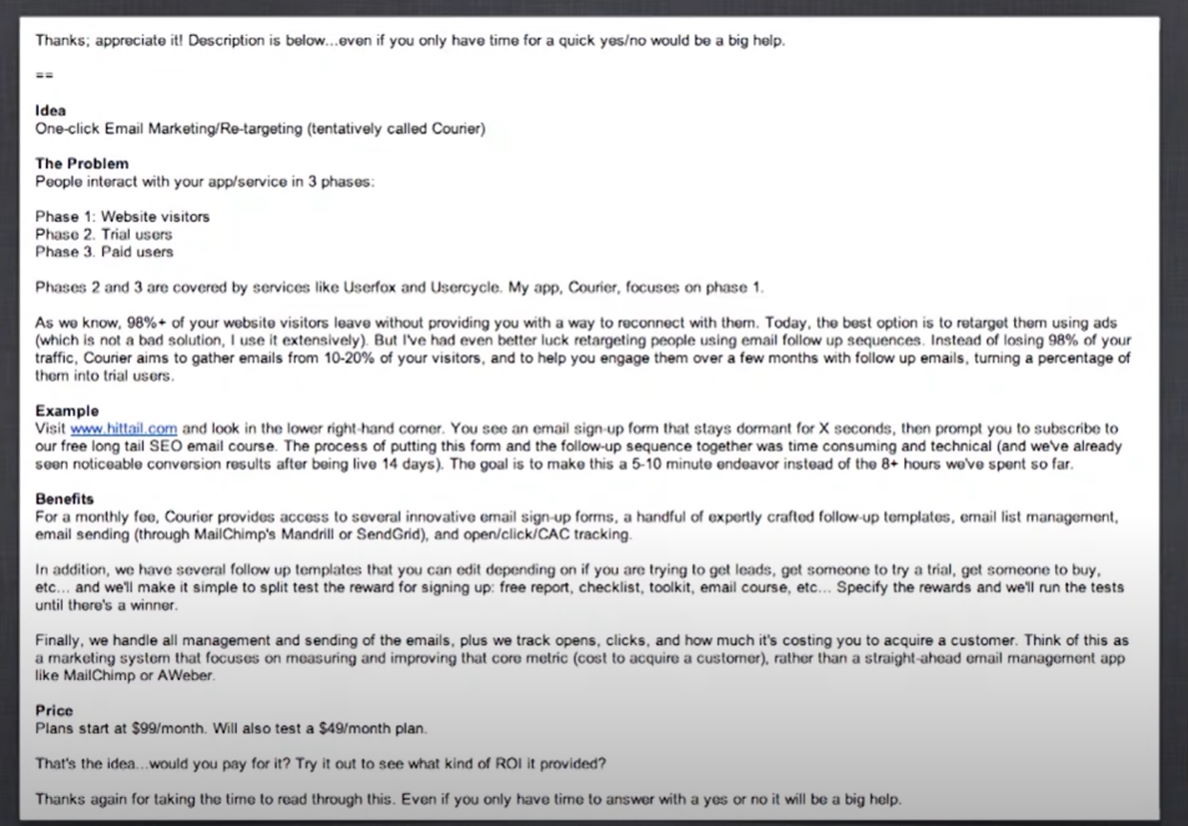 Thanks; appreciate it! Description is below...even if you only have time for a quick yes/no would be a big help.
==
Idea
One-click Email Marketing/Re-targeting (tentatively called Courier)
The Problem
People interact with your app/service in 3 phases:
Phase 1: Website visitors
Phase 2. Trial users
Phase 3. Paid users
Phases 2 and 3 are covered by services like Userfox and Usercycle. My app, Courier, focuses on phase 1.
As we know, 98%+ of your website visitors leave without providing you with a way to reconnect with them. Today, the best option is to retarget them using ads
(which is not a bad solution, I use it extensively). But I've had even better luck retargeting people using email follow up sequences. Instead of losing 98% of your
traffic, Courier aims to gather emails from 10-20% of your visitors, and to help you engage them over a few months with follow up emails, turning a percentage of
them into trial users.
Example
Visit www.hittail.com and look in the lower right-hand corner. You see an email sign-up form that stays dormant for X seconds, then prompt you to subscribe to
our free long tail SEO email course. The process of putting this form and the follow-up sequence together was time consuming and technical (and we've already
seen noticeable conversion results after being live 14 days). The goal is to make this a 5-10 minute endeavor instead of the 8+ hours we've spent so far.
Benefits
For a monthly fee, Courier provides access to several innovative email sign-up forms, a handful of expertly crafted follow-up templates, email list management,
email sending (through MailChimp's Mandrill or SendGrid), and open/click/CAC tracking.
In addition, we have several follow up templates that you can edit depending on if you are trying to get leads, get someone to try a trial, get someone to buy,
etc... and we'll make it simple to split test the reward for signing up: free report, checklist, toolkit, email course, etc... Specify the rewards and we'll run the tests
until there's a winner.
Finally, we handle all management and sending of the emails, plus we track opens, clicks, and how much it's costing you to acquire a customer. Think of this as
a marketing system that focuses on measuring and improving that core metric (cost to acquire a customer), rather than a straight-ahead email management app
like MailChimp or AWeber.
Price
Plans start at $99/month. Will also test a $49/month plan.
That's the idea...would you pay for it? Try it out to see what kind of ROI it provided?
Thanks again for taking the time to read through this. Even if you only have time to answer with a yes or no it will be a big help.